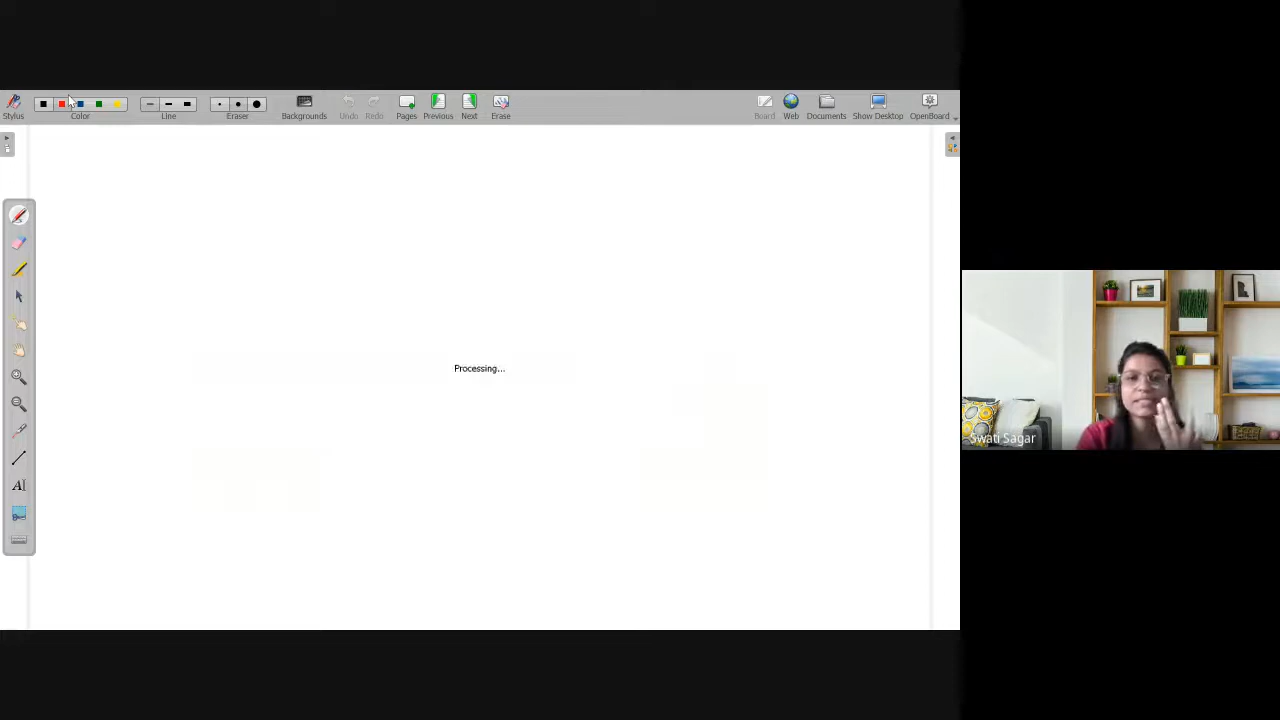 Stylus Color Line Eraser Backgrounds Undo Redo Pages Previous Next Erase Board Web Documents Show Desktop OpenBoard
Processing...
Swati Sagar
A